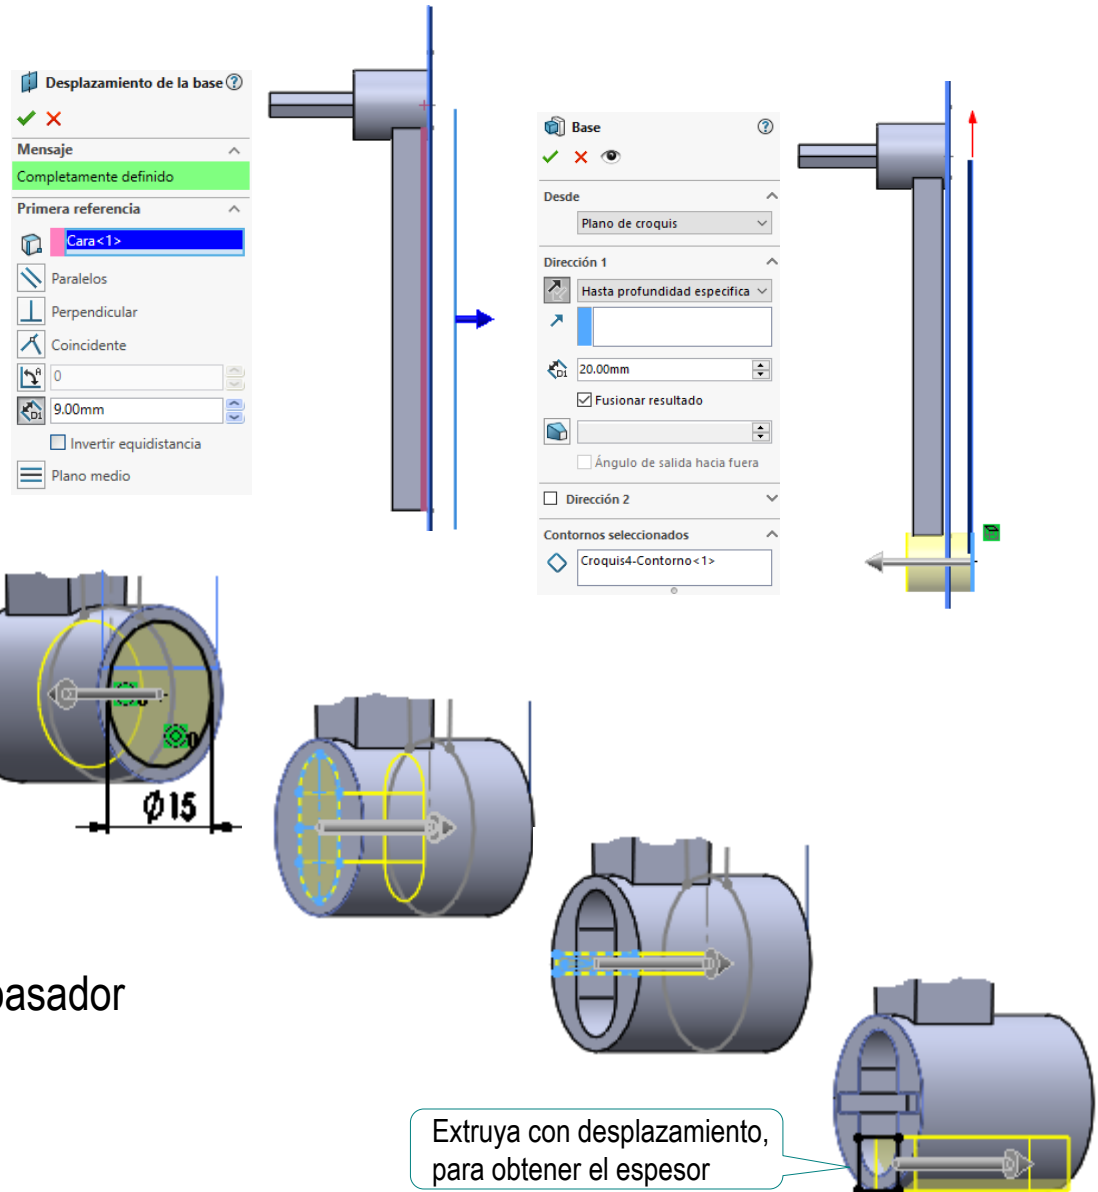 Desplazamiento de la base
Mensaje
Completamente definido
Primera referencia
Cara<1>
Paralelos
Perpendicular
Coincidente
0
D1
9.00mm
Invertir equidistancia
Plano medio
Base
Desde
Plano de croquis
Dirección 1
Hasta profundidad especifica
D1
20.00mm
Fusionar resultado
Ángulo de salida hacia fuera
Dirección 2
Contornos seleccionados
Croquis4-Contorno<1>
Ø15
pasador
Extruya con desplazamiento,
para obtener el espesor